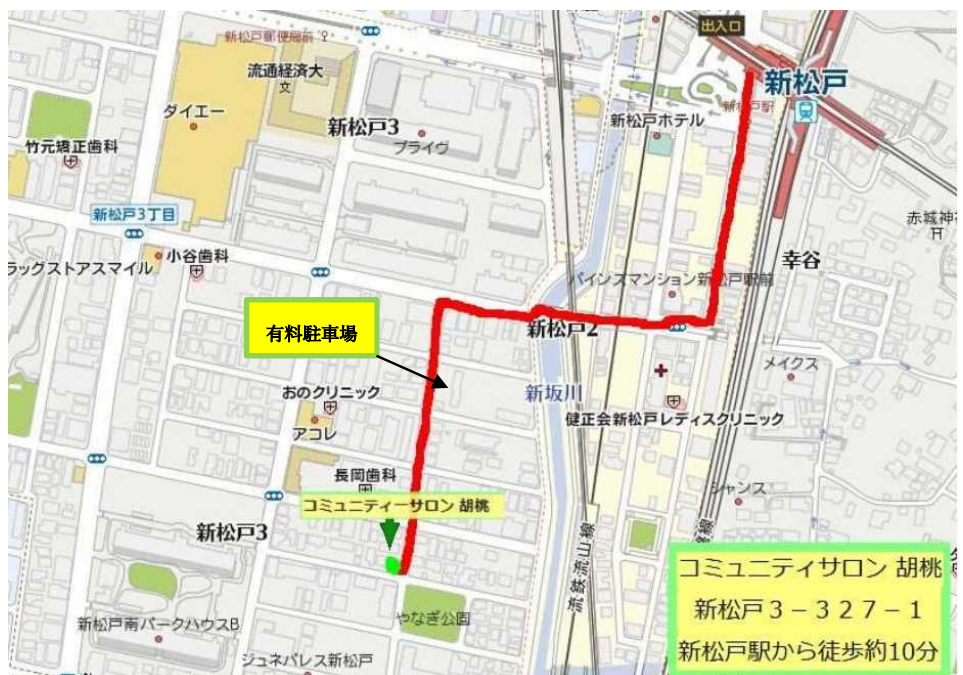 新松戸郵便局前
出入口
流通経済大
文
新松戸
新松戸駅
ダイエー
新松戸3
プライヴ
新松戸ホテル
竹元矯正歯科
新松戸3丁目
赤城神
小谷歯科
ラッグストアスマイル
幸谷
パインズマンション新松戸駅前
有料駐車場
新松戸2
メイクス
おのクリニック
新坂川
アコレ
健正会新松戸レディスクリニック
長岡歯科
シャンス
コミュニティーサロン 胡桃
新松戸3
流鉄流山線
やなぎ公園
新松戸南パークハウスB
ジュネパレス新松戸
コミュニティサロン 胡桃
新松戸3-327-1
新松戸駅から徒歩約10分